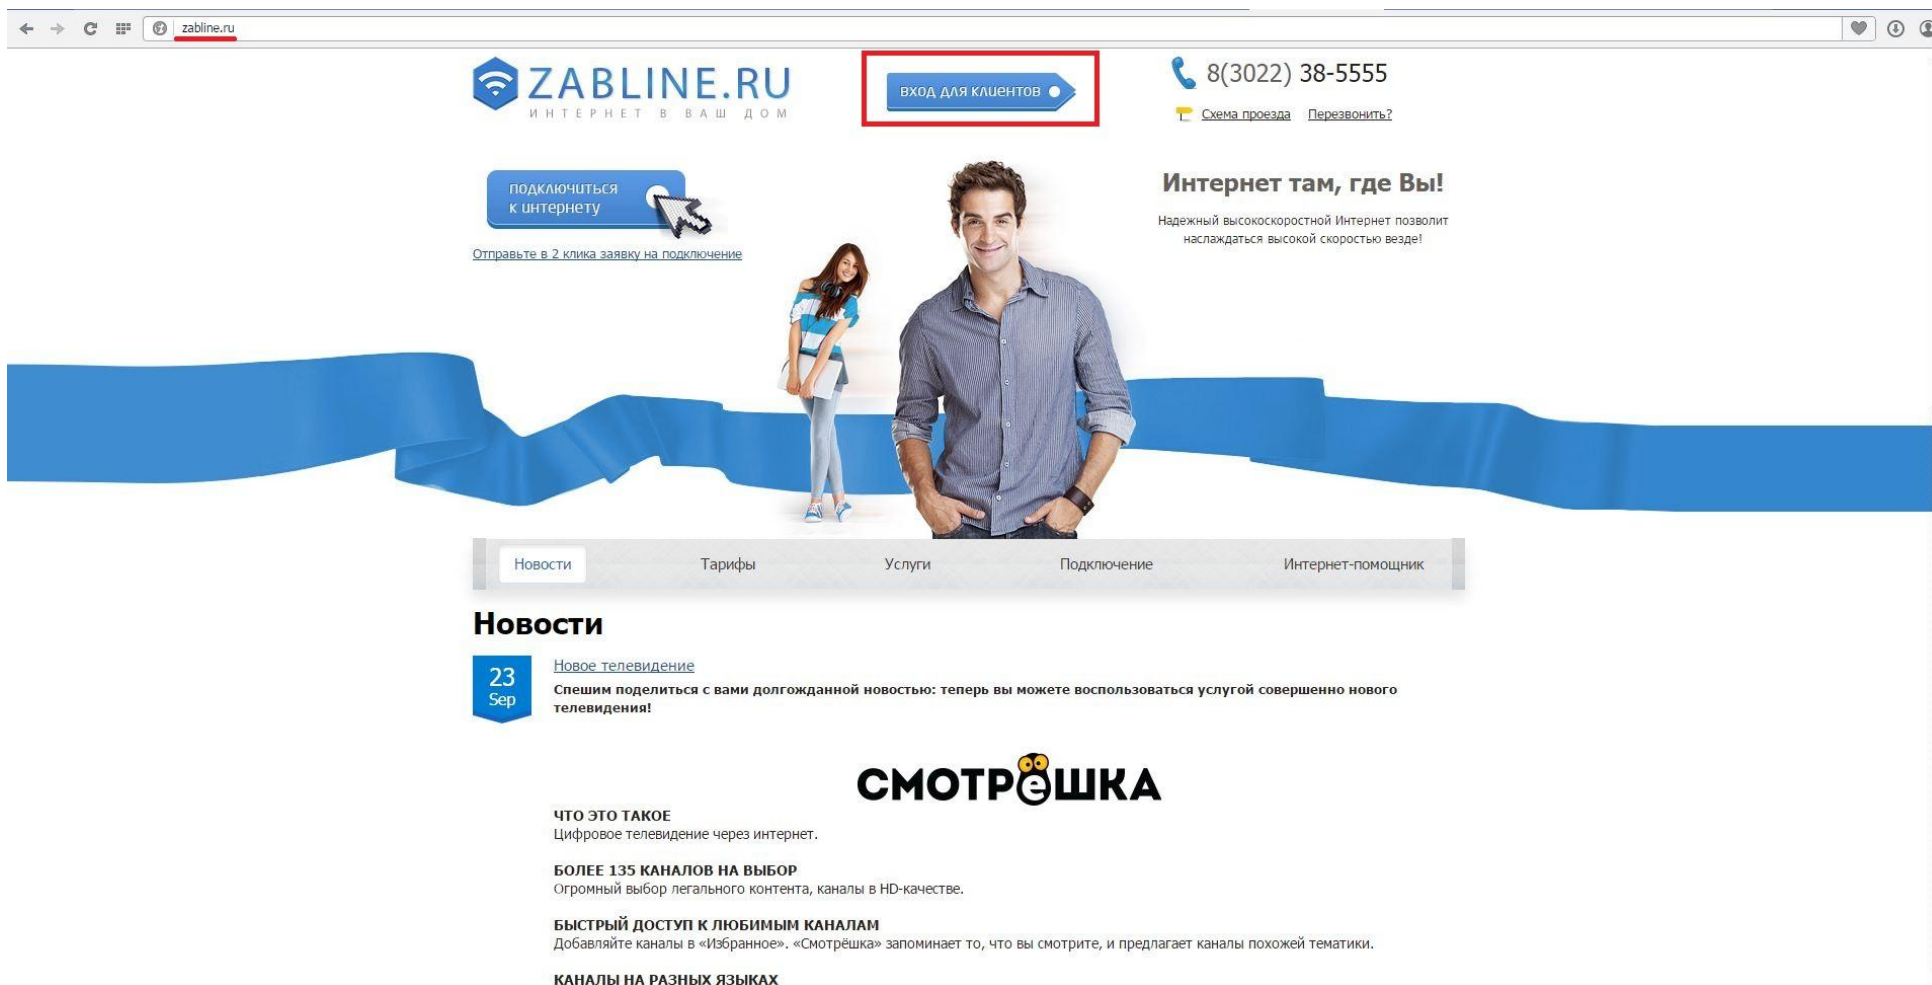 zabline.ru
ZABLINE.RU
ИНТЕРНЕТ В ВАШ ДОМ
ВХОД ДЛЯ КЛИЕНТОВ
8(3022) 38-5555
Схема проезда Перезвонить?
ПОДКЛЮЧИТЬСЯ
К ИНТЕРНЕТУ
Отправьте в 2 клика заявку на подключение
Интернет там, где Вы!
Надежный высокоскоростной Интернет позволит
наслаждаться высокой скоростью везде!
Новости Тарифы Услуги Подключение Интернет-помощник
Новости
23
Sep
Новое телевидение
Спешим поделиться с вами долгожданной новостью: теперь вы можете воспользоваться услугой совершенно нового
телевидения!
СМОТРЁШКА
ЧТО ЭТО ТАКОЕ
Цифровое телевидение через интернет.
БОЛЕЕ 135 КАНАЛОВ НА ВЫБОР
Огромный выбор легального контента, каналы в HD-качестве.
БЫСТРЫЙ ДОСТУП К ЛЮБИМЫМ КАНАЛАМ
Добавляйте каналы в «Избранное». «Смотрёшка» запоминает то, что вы смотрите, и предлагает каналы похожей тематики.
КАНАЛЫ НА РАЗНЫХ ЯЗЫКАХ